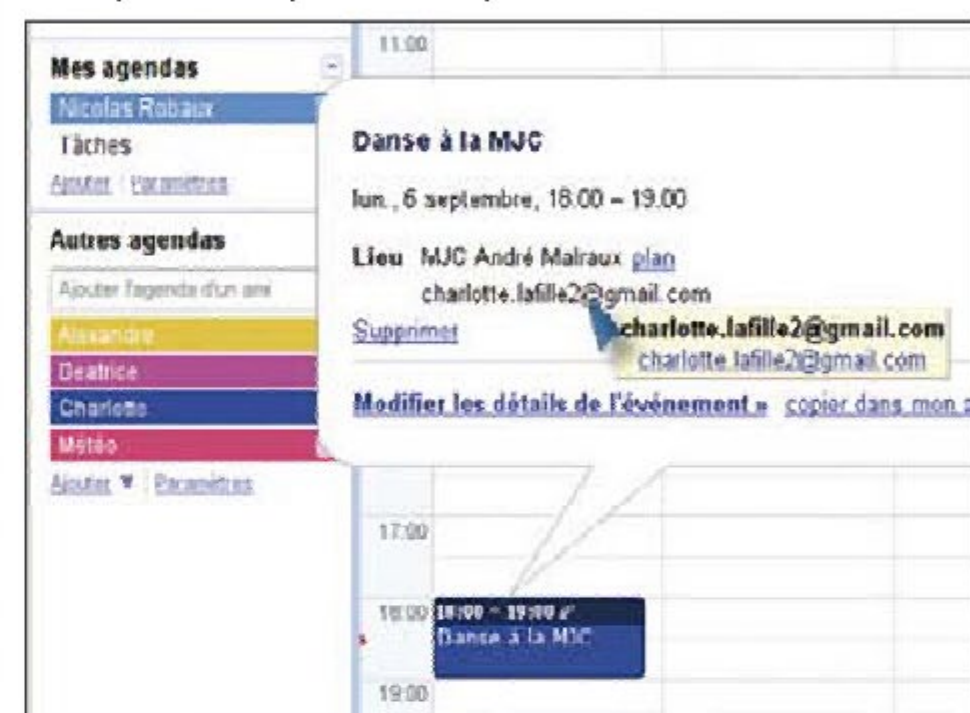 11:00
Mes agendas
Nicolas Robaux
Tâches
Ajouter Paramètres
Autres agendas
Ajouter l'agenda d'un ami
Alexandre
Beatrice
Charlotte
Météo
Ajouter ▼ Paramètres
Danse à la MJC
lun., 6 septembre, 18:00 – 19:00
Lieu MJC André Malraux plan
charlotte.lafille2@gmail.com
Supprimer
charlotte.lafille2@gmail.com
charlotte.lafille2@gmail.com
Modifier les détails de l'événement » copier dans mon
17:00
18:00
18:00 – 19:00
Danse à la MJC
19:00